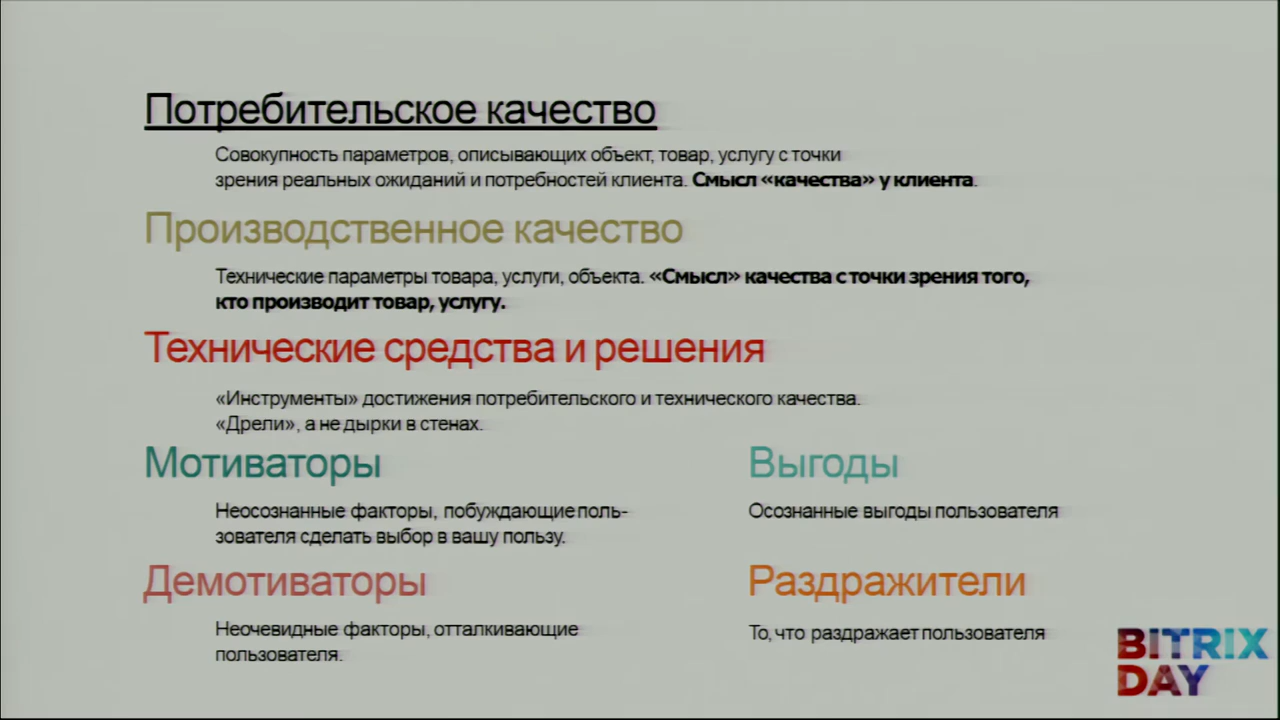 Потребительское качество
Совокупность параметров, описывающих объект, товар, услугу с точки
зрения реальных ожиданий и потребностей клиента. Смысл «качества» у клиента.
Производственное качество
Технические параметры товара, услуги, объекта. «Смысл» качества с точки зрения того,
кто производит товар, услугу.
Технические средства и решения
«Инструменты» достижения потребительского и технического качества.
«Дрели», а не дырки в стенах.
Мотиваторы
Неосознанные факторы, побуждающие поль-
зователя сделать выбор в вашу пользу.
Выгоды
Осознанные выгоды пользователя
Демотиваторы
Неочевидные факторы, отталкивающие
пользователя.
Раздражители
То, что раздражает пользователя
BITRIX
DAY